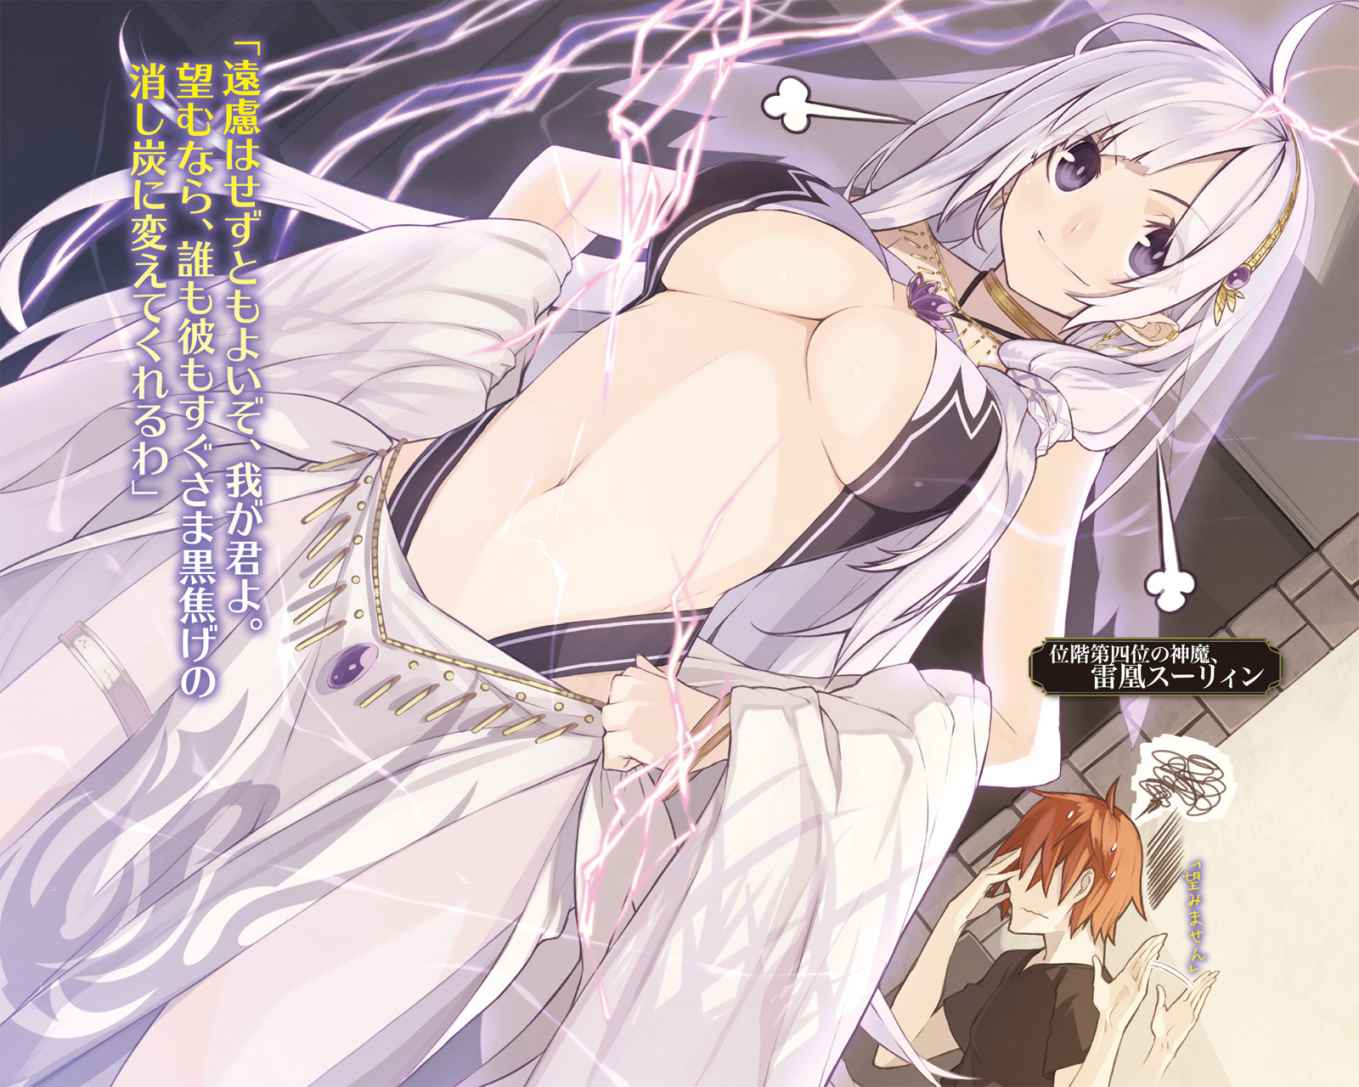 「遠慮はせずともよいぞ、我が君よ。
望むなら、誰も彼もすぐさま黒焦げの
消し炭に変えてくれるわ」
位階第四位の神魔、
雷凰スーリィン
「望みません」